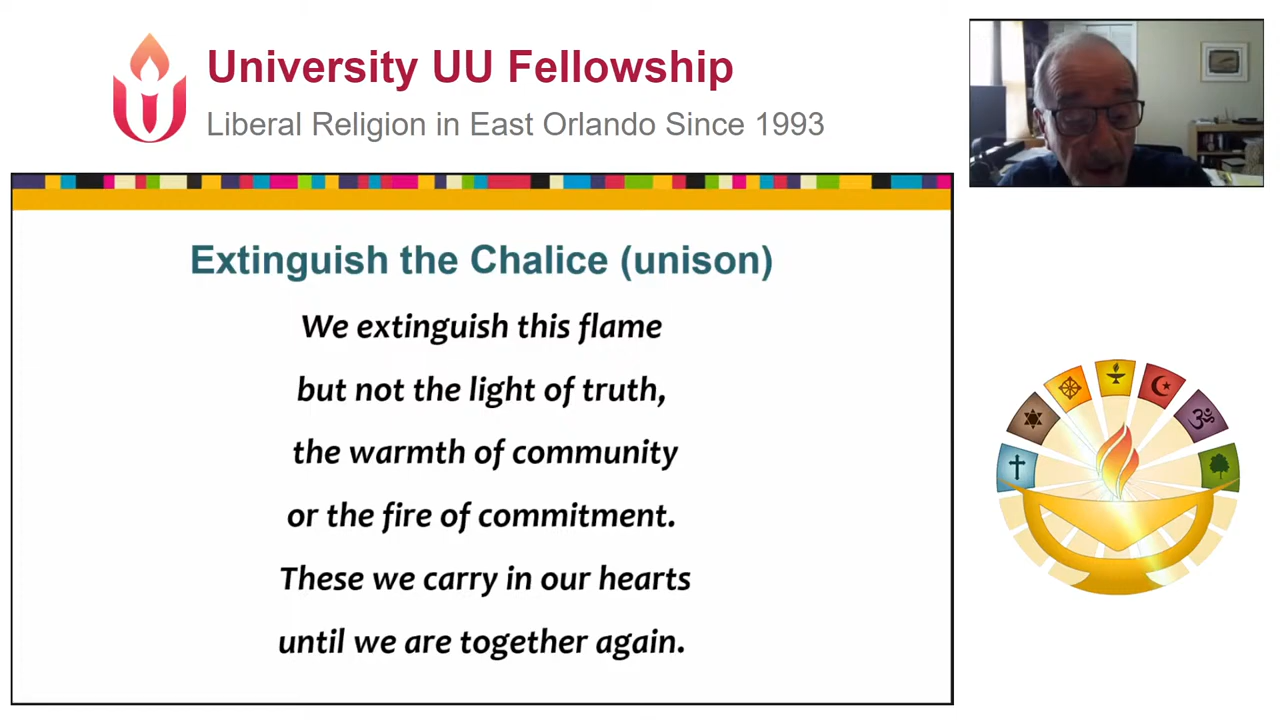 University UU Fellowship
Liberal Religion in East Orlando Since 1993
Extinguish the Chalice (unison)
We extinguish this flame
but not the light of truth,
the warmth of community
or the fire of commitment.
These we carry in our hearts
until we are together again.